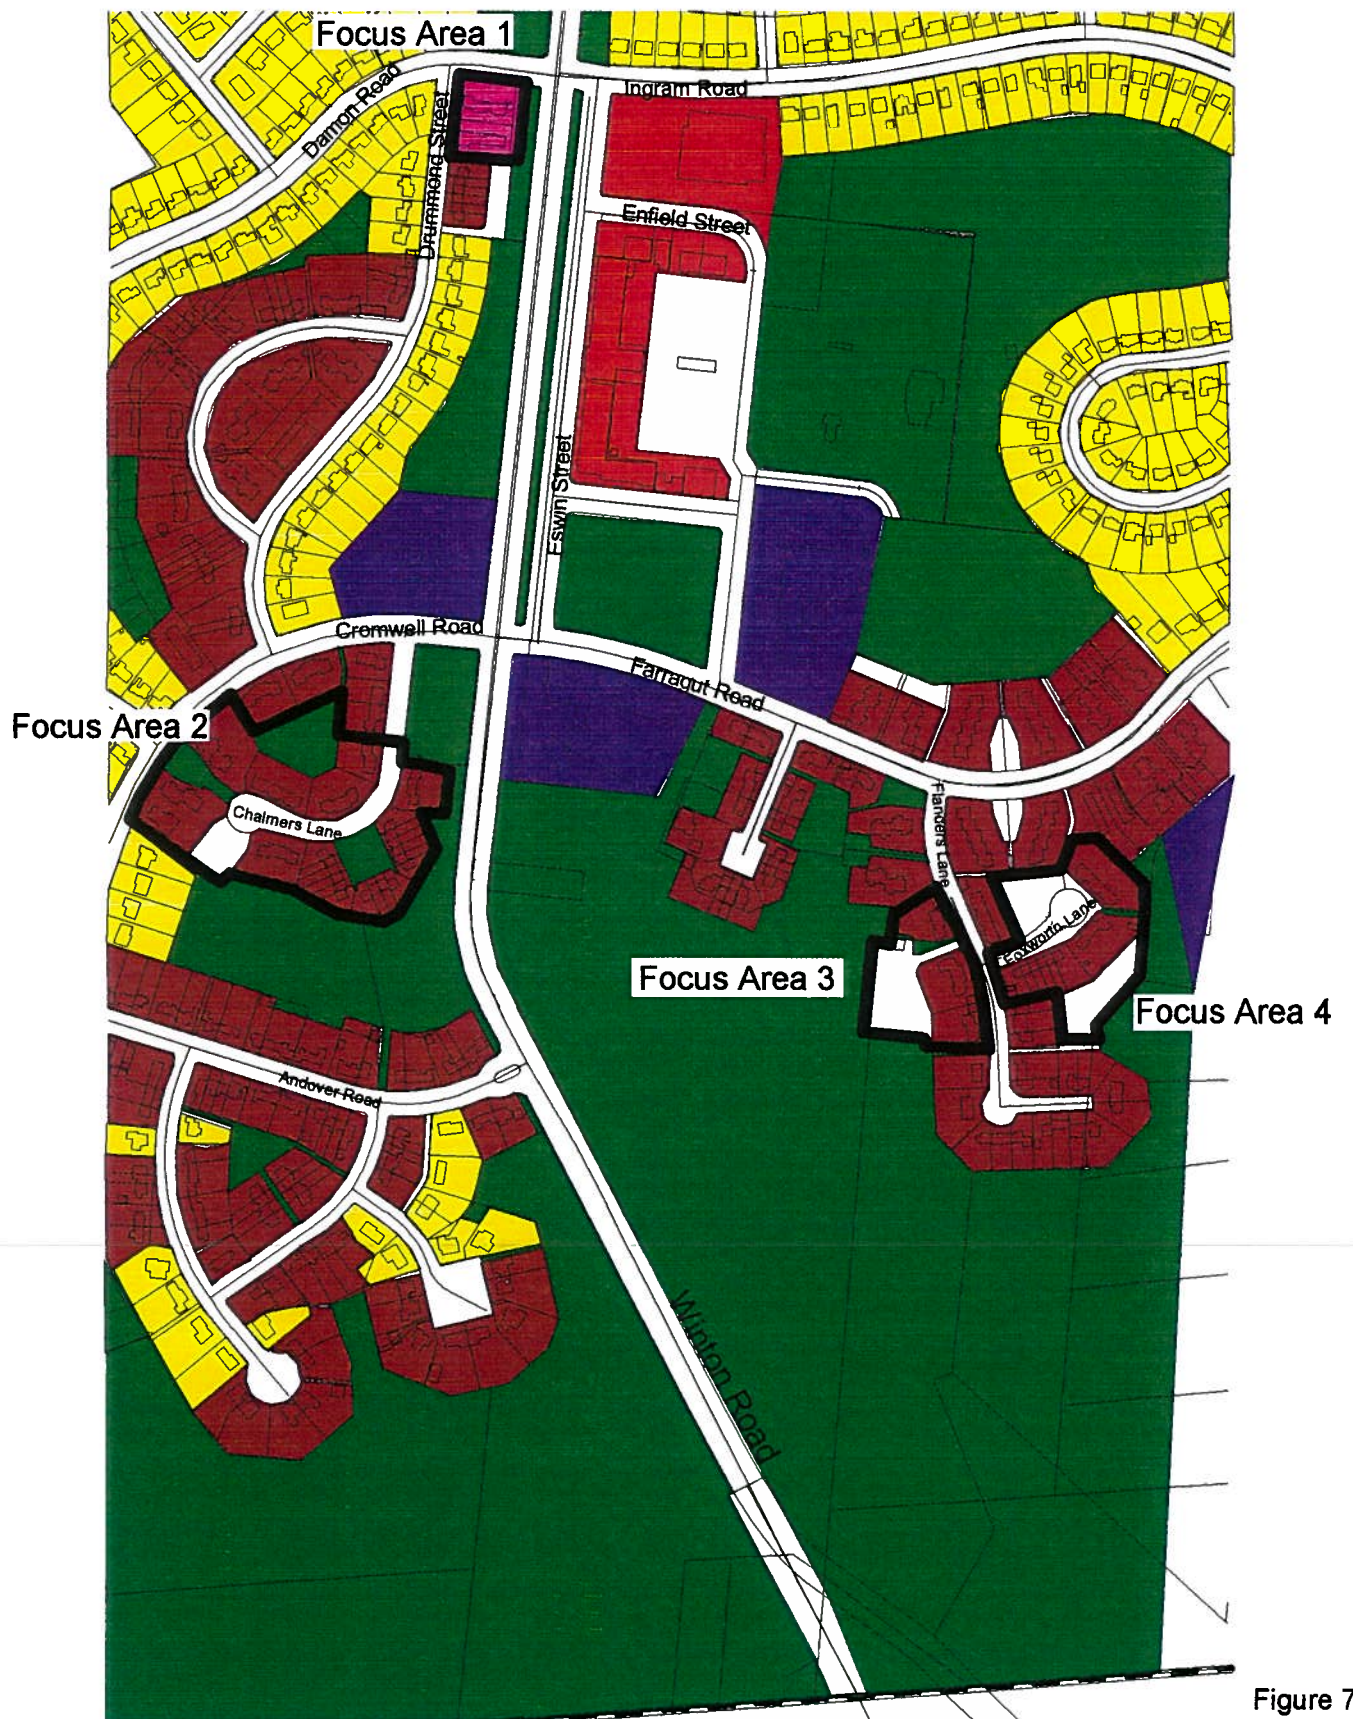 Focus Area 1
Ingram Road
Damon Road
Drummond Street
Enfield Street
Eswin Street
Cromwell Road
Farragut Road
Focus Area 2
Chalmers Lane
Flanders Lane
Foxworth Lane
Focus Area 3
Focus Area 4
Andover Road
Winton Road
Figure 7